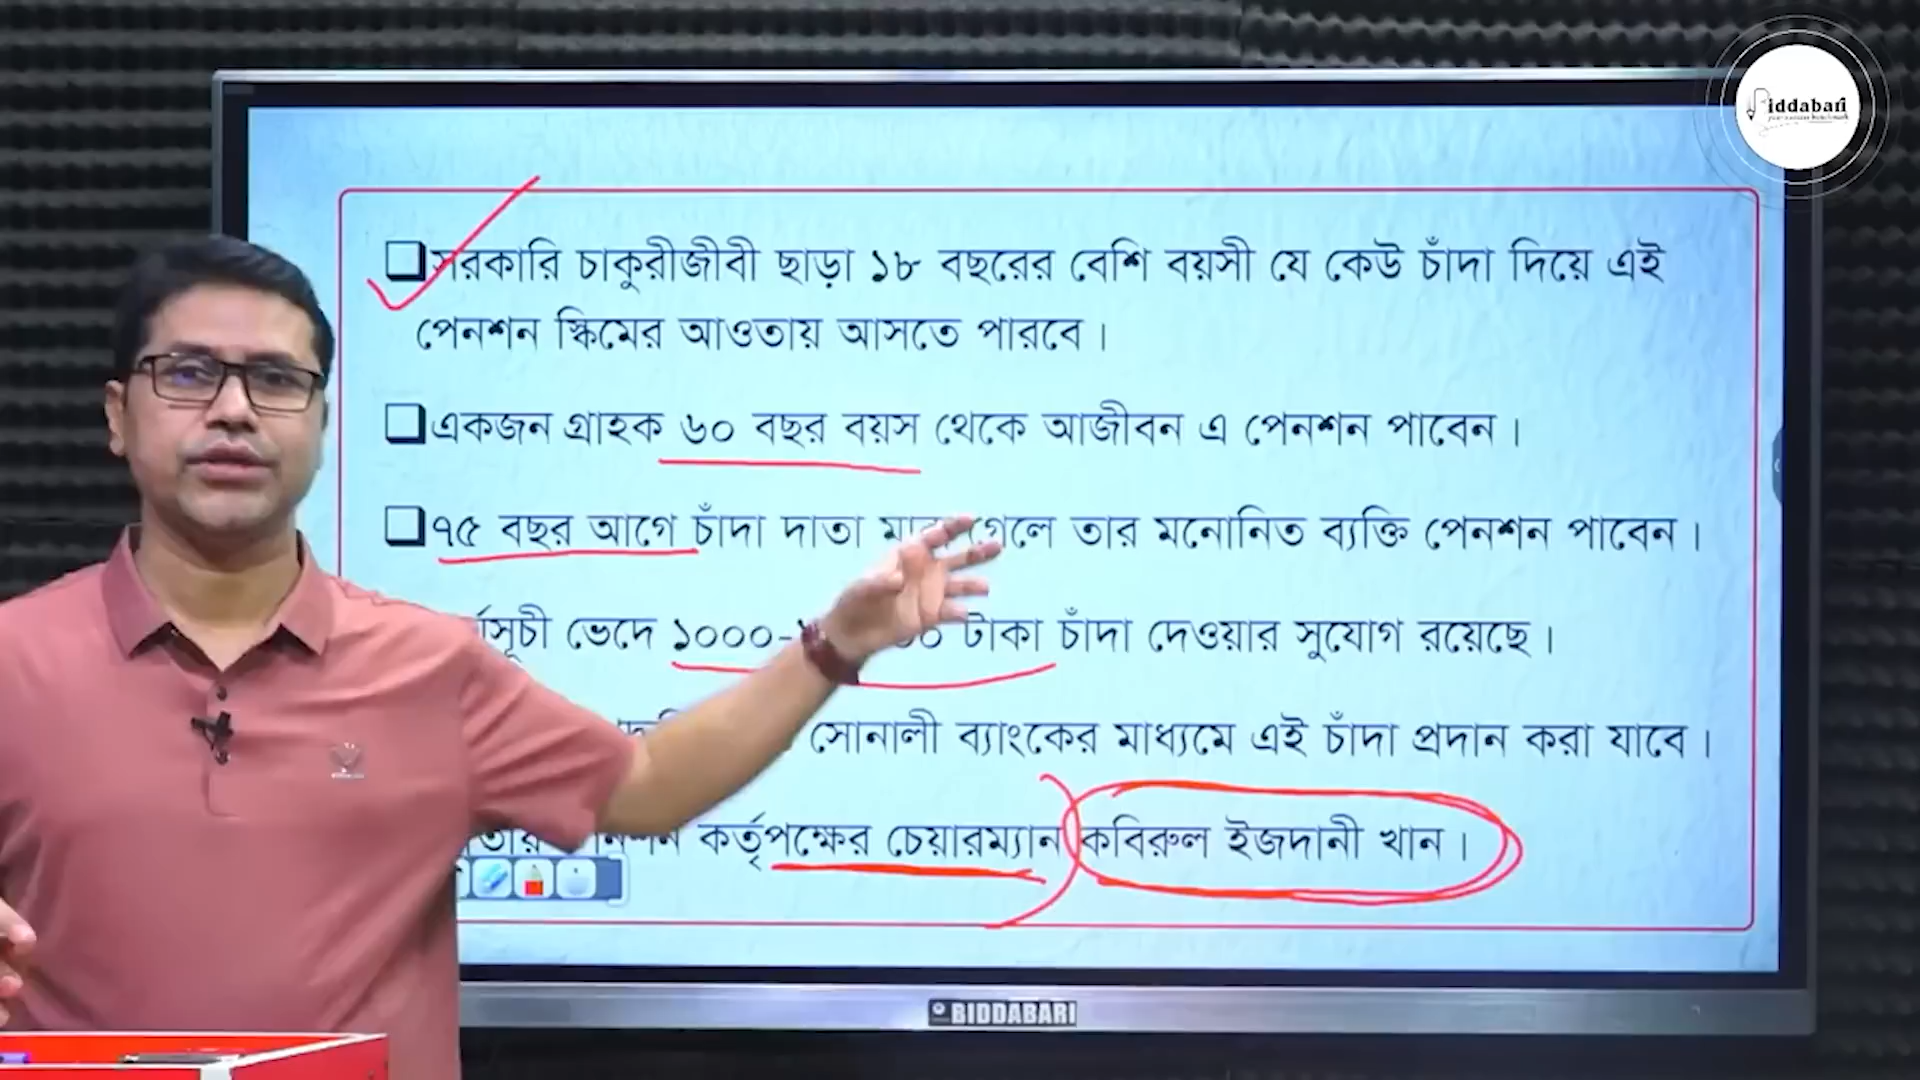 Biddabari
সরকারি চাকুরীজীবী ছাড়া ১৮ বছরের বেশি বয়সী যে কেউ চাঁদা দিয়ে এই
পেনশন স্কিমের আওতায় আসতে পারবে।
একজন গ্রাহক ৬০ বছর বয়স থেকে আজীবন এ পেনশন পাবেন।
৭৫ বছর আগে চাঁদা দাতা গেলে তার মনোনিত ব্যক্তি পেনশন পাবেন।
ভেদে ১০০০- টাকা চাঁদা দেওয়ার সুযোগ রয়েছে।
সোনালী ব্যাংকের মাধ্যমে এই চাঁদা প্রদান করা যাবে।
কর্তৃপক্ষের চেয়ারম্যান কবিরুল ইজদানী খান।
BIDDABARI